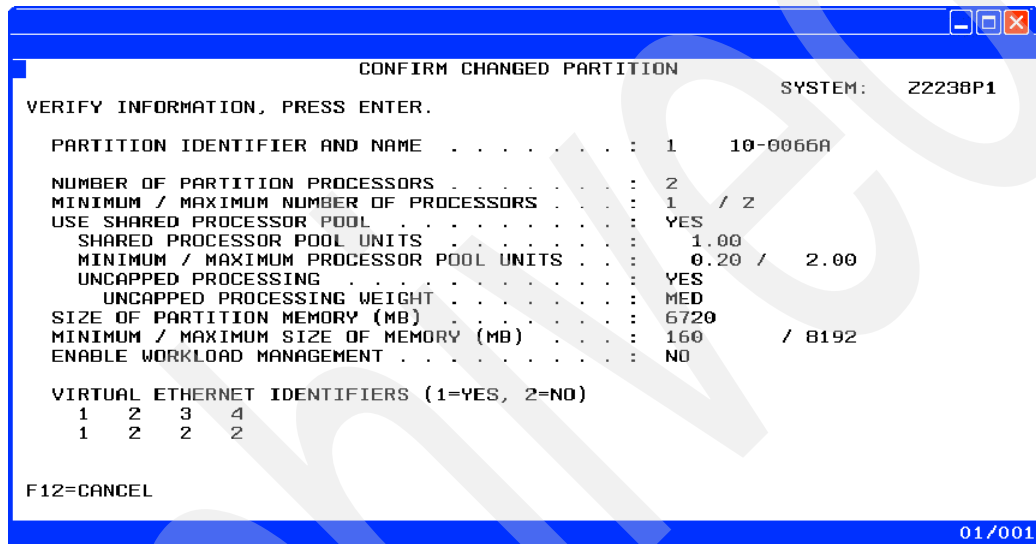 CONFIRM CHANGED PARTITION
SYSTEM: Z2238P1
VERIFY INFORMATION, PRESS ENTER.
PARTITION IDENTIFIER AND NAME . . . . . . . : 1 10-0066A
NUMBER OF PARTITION PROCESSORS . . . . . . . : 2
MINIMUM / MAXIMUM NUMBER OF PROCESSORS . . . : 1 / 2
USE SHARED PROCESSOR POOL . . . . . . . . . . : YES
SHARED PROCESSOR POOL UNITS . . . . . . . : 1.00
MINIMUM / MAXIMUM PROCESSOR POOL UNITS . . : 0.20 / 2.00
UNCAPPED PROCESSING . . . . . . . . . . . : YES
UNCAPPED PROCESSING WEIGHT . . . . . . . : MED
SIZE OF PARTITION MEMORY (MB) . . . . . . . : 6720
MINIMUM / MAXIMUM SIZE OF MEMORY (MB) . . . : 160 / 8192
ENABLE WORKLOAD MANAGEMENT . . . . . . . . . : NO
VIRTUAL ETHERNET IDENTIFIERS (1=YES, 2=NO)
1 2 3 4
1 2 2 2
F12=CANCEL
01/001